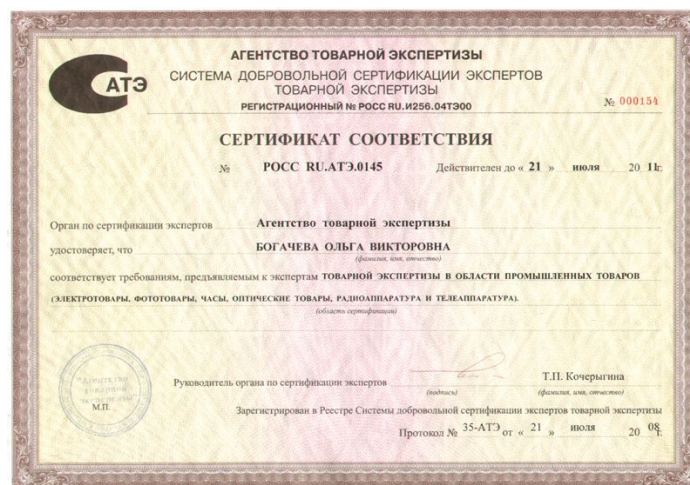 АТЭ
АГЕНТСТВО ТОВАРНОЙ ЭКСПЕРТИЗЫ
СИСТЕМА ДОБРОВОЛЬНОЙ СЕРТИФИКАЦИИ ЭКСПЕРТОВ
ТОВАРНОЙ ЭКСПЕРТИЗЫ
РЕГИСТРАЦИОННЫЙ № РОСС RU.И256.04ТЭ00
№ 000154
СЕРТИФИКАТ СООТВЕТСТВИЯ
№ РОСС RU.АТЭ.0145 Действителен до « 21 » июля 20 11г.
Орган по сертификации экспертов Агентство товарной экспертизы
удостоверяет, что БОГАЧЕВА ОЛЬГА ВИКТОРОВНА
(фамилия, имя, отчество)
соответствует требованиям, предъявляемым к экспертам ТОВАРНОЙ ЭКСПЕРТИЗЫ В ОБЛАСТИ ПРОМЫШЛЕННЫХ ТОВАРОВ
(ЭЛЕКТРОТОВАРЫ, ФОТОТОВАРЫ, ЧАСЫ, ОПТИЧЕСКИЕ ТОВАРЫ, РАДИОАППАРАТУРА И ТЕЛЕАППАРАТУРА).
(область сертификации)
"Агентство
товарной
экспертизы"
М.П.
Руководитель органа по сертификации экспертов Т.П. Кочерыгина
(подпись) (фамилия, имя, отчество)
Зарегистрирован в Реестре Системы добровольной сертификации экспертов товарной экспертизы
Протокол № 35-АТЭ от « 21 » июля 20 08г.